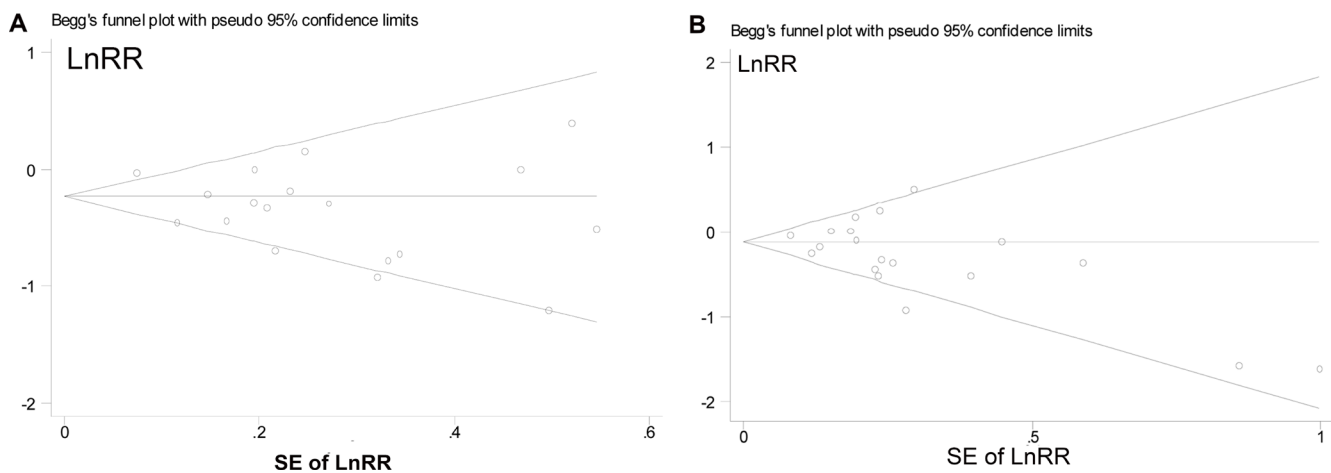 A
Begg's funnel plot with pseudo 95% confidence limits
LnRR
1
0
-1
-2
0
.2
.4
.6
SE of LnRR
B
Begg's funnel plot with pseudo 95% confidence limits
LnRR
2
1
0
-1
-2
0
.5
1
SE of LnRR